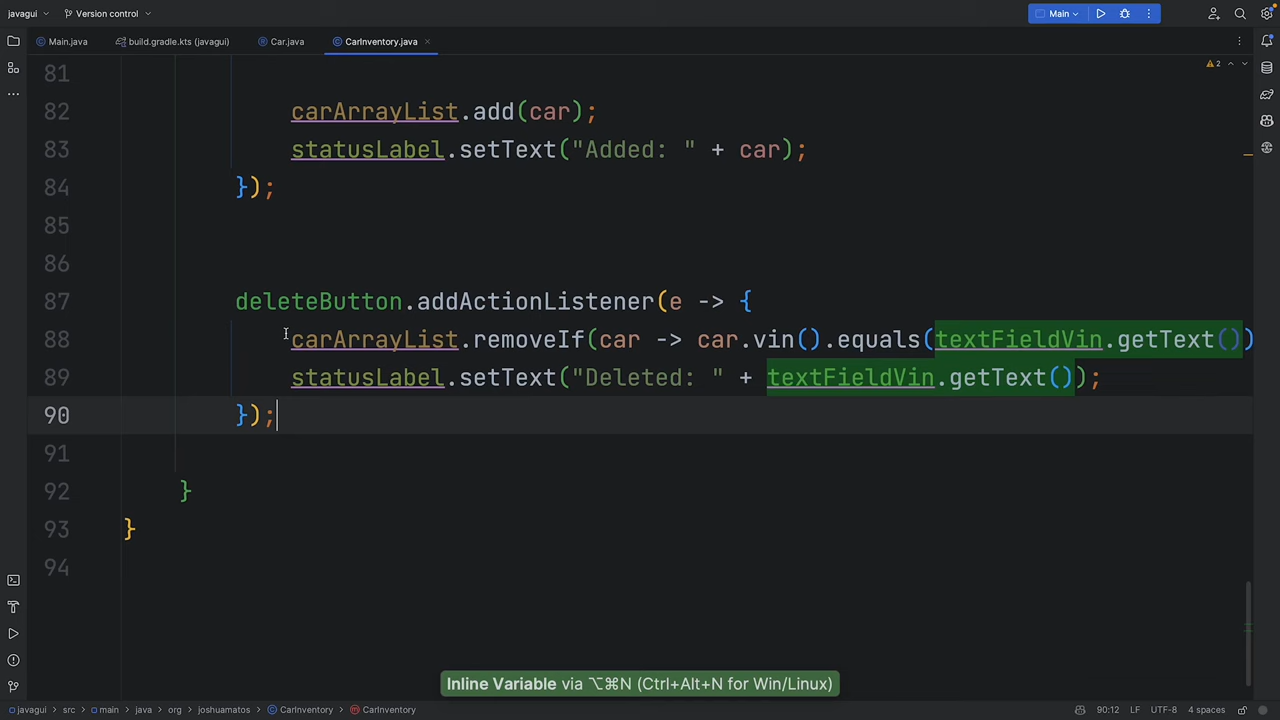 javagui
Version control
Main
Main.java
build.gradle.kts (javagui)
Car.java
CarInventory.java
2
81
82 carArrayList.add(car);
83 statusLabel.setText("Added: " + car);
84 });
85
86
87 deleteButton.addActionListener(e -> {
88 carArrayList.removeIf(car -> car.vin().equals(textFieldVin.getText())
89 statusLabel.setText("Deleted: " + textFieldVin.getText());
90 });
91
92 }
93 }
94
Inline Variable via ⌥⌘N (Ctrl+Alt+N for Win/Linux)
javagui > src > main > java > org > joshuamatos > CarInventory > CarInventory
90:12 LF UTF-8 4 spaces